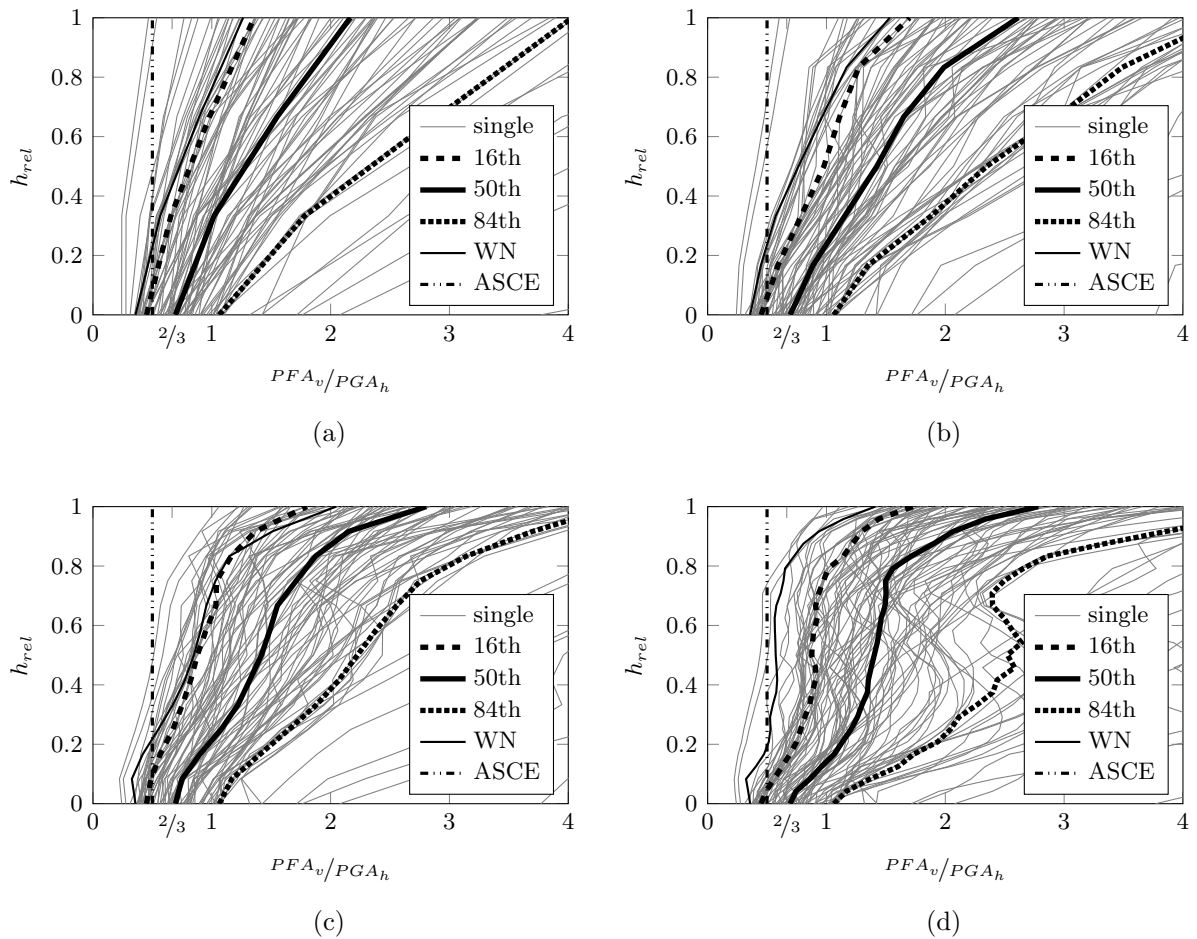 1
0.8
0.6
0.4
0.2
0
h_rel
0 2/3 1 2 3 4
PFA_v/PGA_h
single
16th
50th
84th
WN
ASCE
(a)
1
0.8
0.6
0.4
0.2
0
h_rel
0 2/3 1 2 3 4
PFA_v/PGA_h
single
16th
50th
84th
WN
ASCE
(b)
1
0.8
0.6
0.4
0.2
0
h_rel
0 2/3 1 2 3 4
PFA_v/PGA_h
single
16th
50th
84th
WN
ASCE
(c)
1
0.8
0.6
0.4
0.2
0
h_rel
0 2/3 1 2 3 4
PFA_v/PGA_h
single
16th
50th
84th
WN
ASCE
(d)